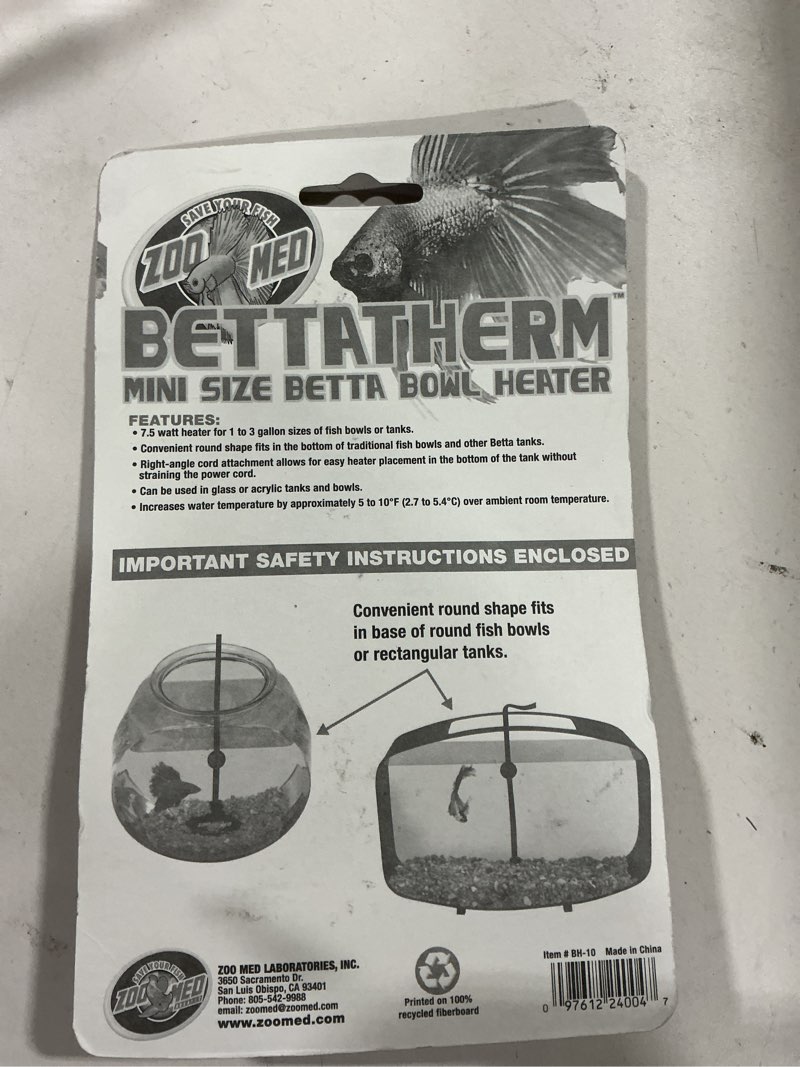 SAVE YOUR FISH
ZOO MED
BETTATHERM™
MINI SIZE BETTA BOWL HEATER
FEATURES:
• 7.5 watt heater for 1 to 3 gallon sizes of fish bowls or tanks.
• Convenient round shape fits in the bottom of traditional fish bowls and other Betta tanks.
• Right-angle cord attachment allows for easy heater placement in the bottom of the tank without
straining the power cord.
• Can be used in glass or acrylic tanks and bowls.
• Increases water temperature by approximately 5 to 10°F (2.7 to 5.4°C) over ambient room temperature.
IMPORTANT SAFETY INSTRUCTIONS ENCLOSED
Convenient round shape fits
in base of round fish bowls
or rectangular tanks.
SAVE YOUR FISH
ZOO MED
ZOO MED LABORATORIES, INC.
3650 Sacramento Dr.
San Luis Obispo, CA 93401
Phone: 805-542-9988
email: zoomed@zoomed.com
www.zoomed.com
Printed on 100%
recycled fiberboard
Item # BH-10 Made in China
0 97612 24004 7